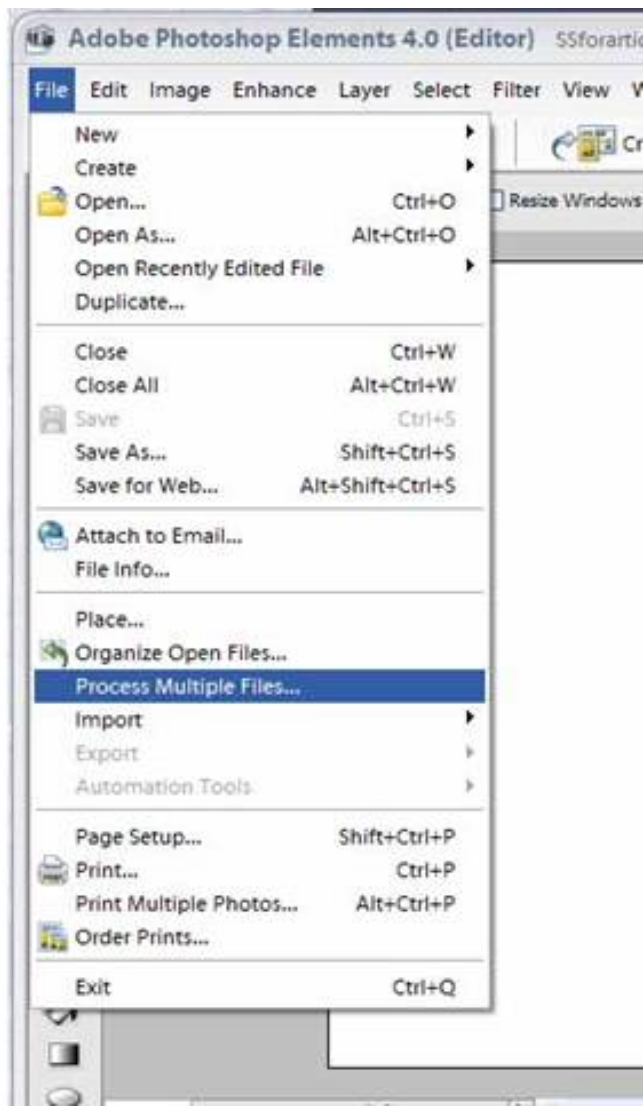 Adobe Photoshop Elements 4.0 (Editor) SSforartic
File Edit Image Enhance Layer Select Filter View W
New
Create
Open... Ctrl+O
Open As... Alt+Ctrl+O
Open Recently Edited File
Duplicate...
Close Ctrl+W
Close All Alt+Ctrl+W
Save Ctrl+S
Save As... Shift+Ctrl+S
Save for Web... Alt+Shift+Ctrl+S
Attach to Email...
File Info...
Place...
Organize Open Files...
Process Multiple Files...
Import
Export
Automation Tools
Page Setup... Shift+Ctrl+P
Print... Ctrl+P
Print Multiple Photos... Alt+Ctrl+P
Order Prints...
Exit Ctrl+Q
Cr
Resize Windows